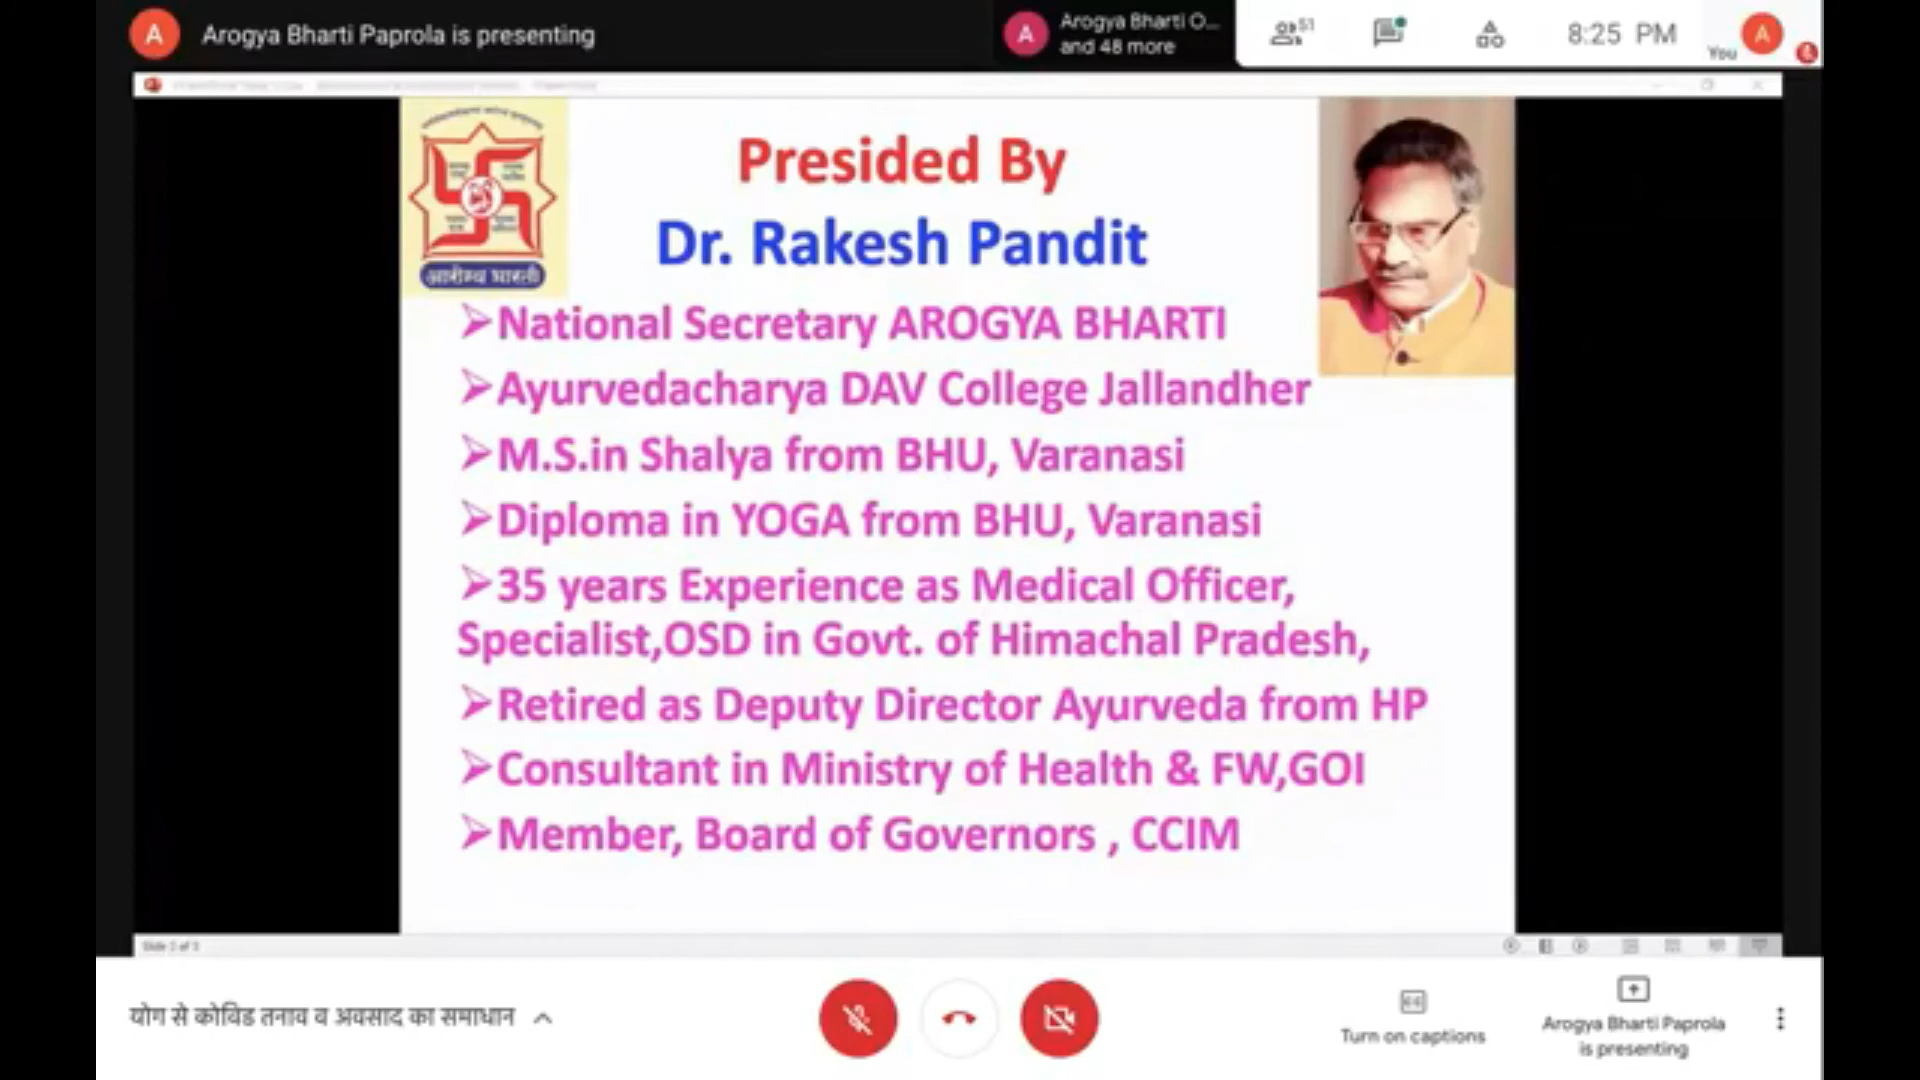 A
Arogya Bharti Paprola is presenting
A
Arogya Bharti O...
and 48 more
51
8:25 PM
You
A
Presided By
Dr. Rakesh Pandit
आरोग्य भारती
➢National Secretary AROGYA BHARTI
➢Ayurvedacharya DAV College Jallandher
➢M.S.in Shalya from BHU, Varanasi
➢Diploma in YOGA from BHU, Varanasi
➢35 years Experience as Medical Officer,
Specialist,OSD in Govt. of Himachal Pradesh,
➢Retired as Deputy Director Ayurveda from HP
➢Consultant in Ministry of Health & FW,GOI
➢Member, Board of Governors , CCIM
योग से कोविड तनाव व अवसाद का समाधान
Turn on captions
Arogya Bharti Paprola
is presenting